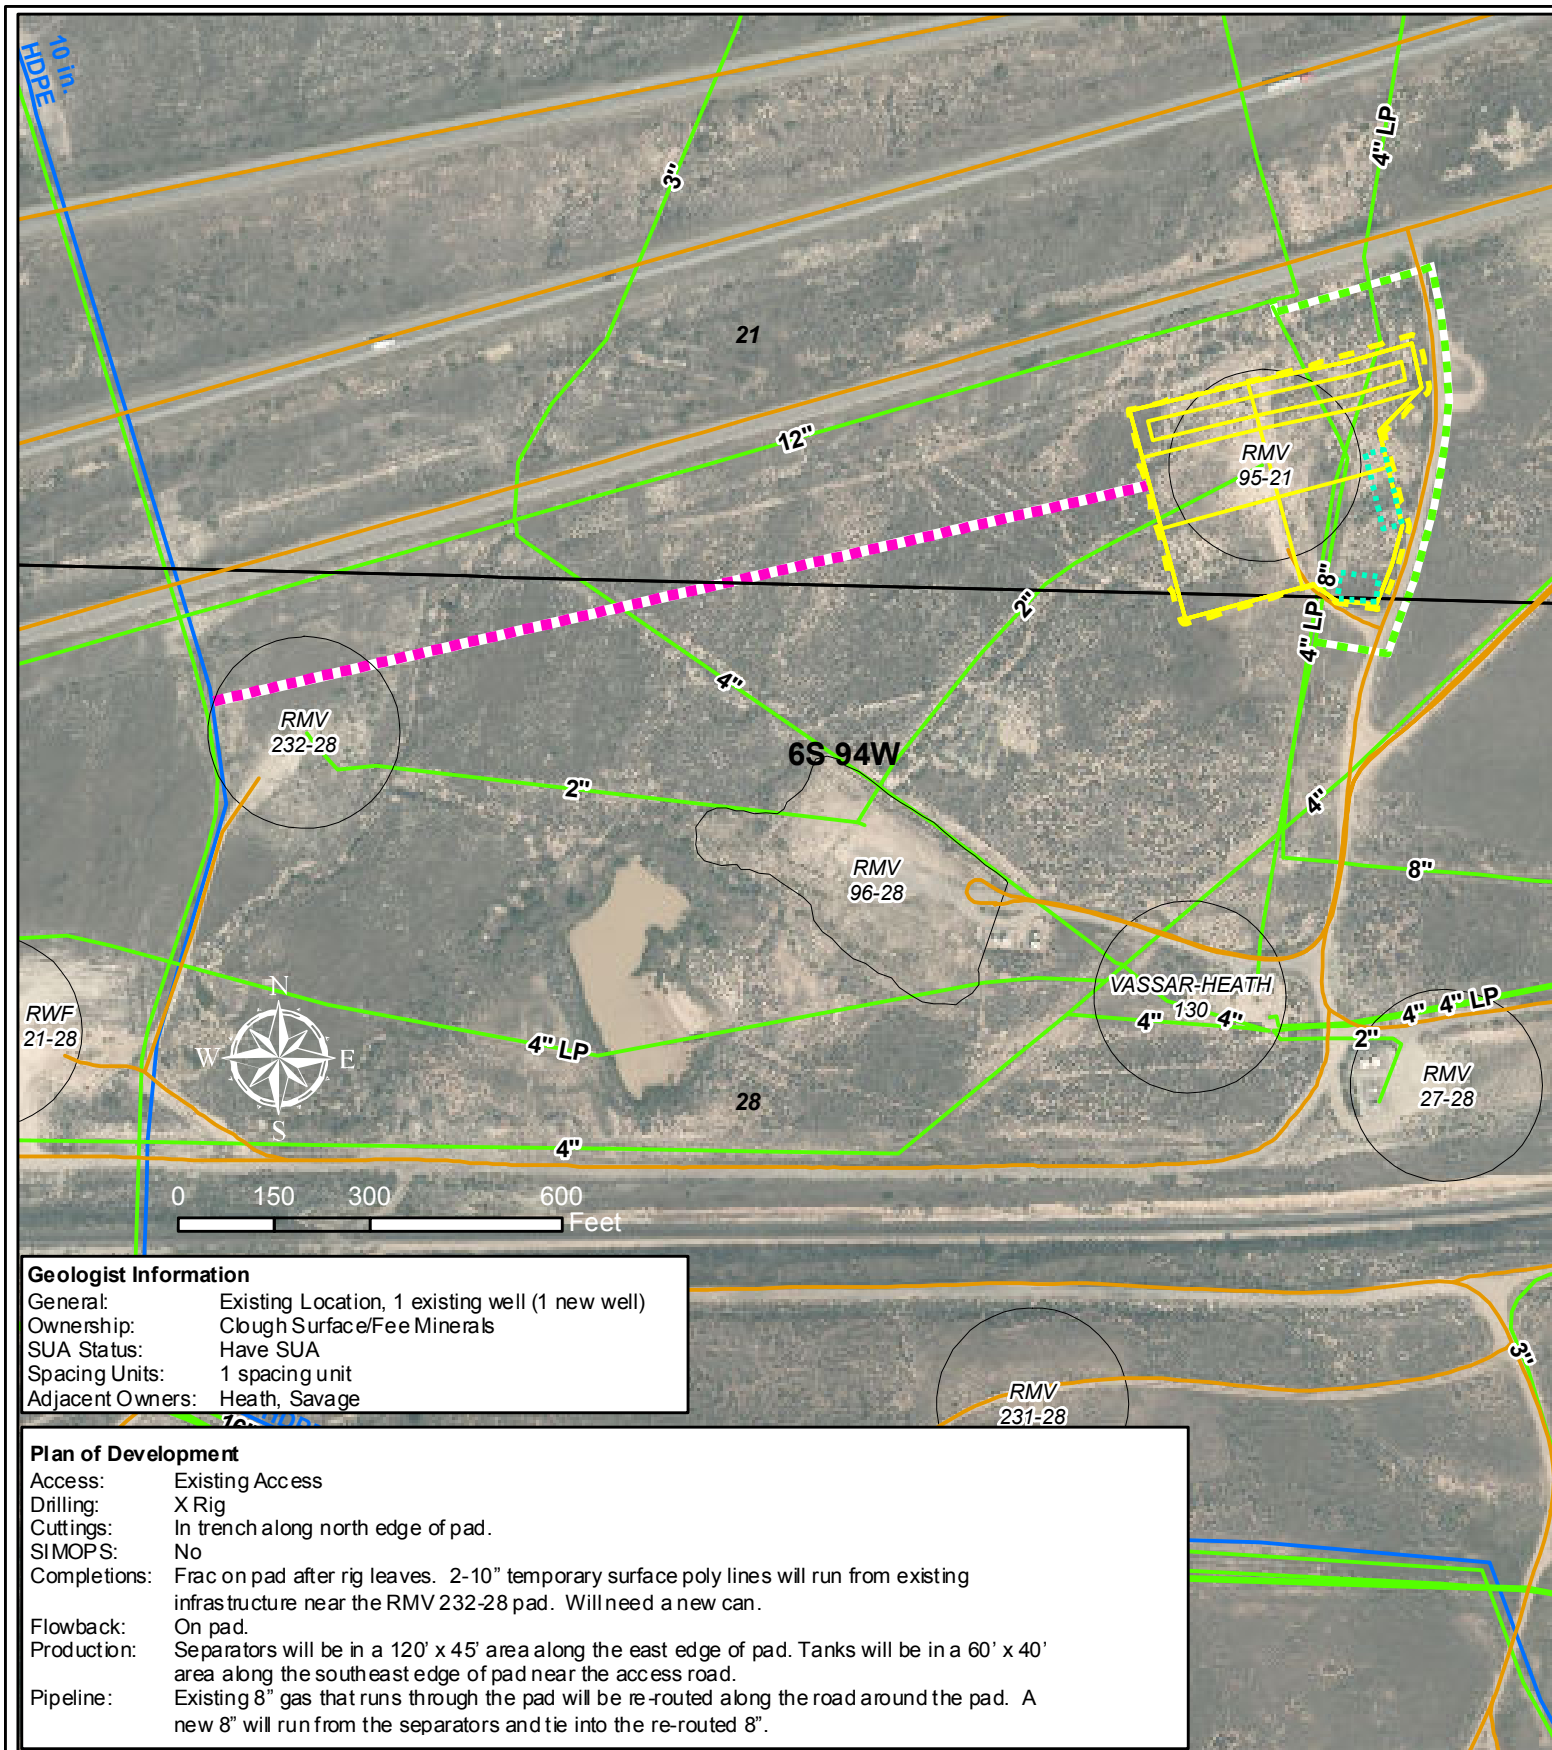 10 in.
HDPE
3"
4" LP
21
12"
RMV
95-21
8"
4" LP
2"
4"
RMV
232-28
6S 94W
2"
4"
RMV
96-28
8"
VASSAR-HEATH
130
4" 4"
4" 4" LP
2"
RWF
21-28
N
W E
S
4" LP
RMV
27-28
28
4"
0 150 300 600
Feet
Geologist Information
General: Existing Location, 1 existing well (1 new well)
Ownership: Clough Surface/Fee Minerals
SUA Status: Have SUA
Spacing Units: 1 spacing unit
Adjacent Owners: Heath, Savage
3"
RMV
231-28
Plan of Development
Access: Existing Access
Drilling: X Rig
Cuttings: In trench along north edge of pad.
SIMOPS: No
Completions: Frac on pad after rig leaves. 2-10” temporary surface poly lines will run from existing
infrastructure near the RMV 232-28 pad. Will need a new can.
Flowback: On pad.
Production: Separators will be in a 120’ x 45’ area along the east edge of pad. Tanks will be in a 60’ x 40’
area along the southeast edge of pad near the access road.
Pipeline: Existing 8” gas that runs through the pad will be re-routed along the road around the pad. A
new 8” will run from the separators and tie into the re-routed 8”.